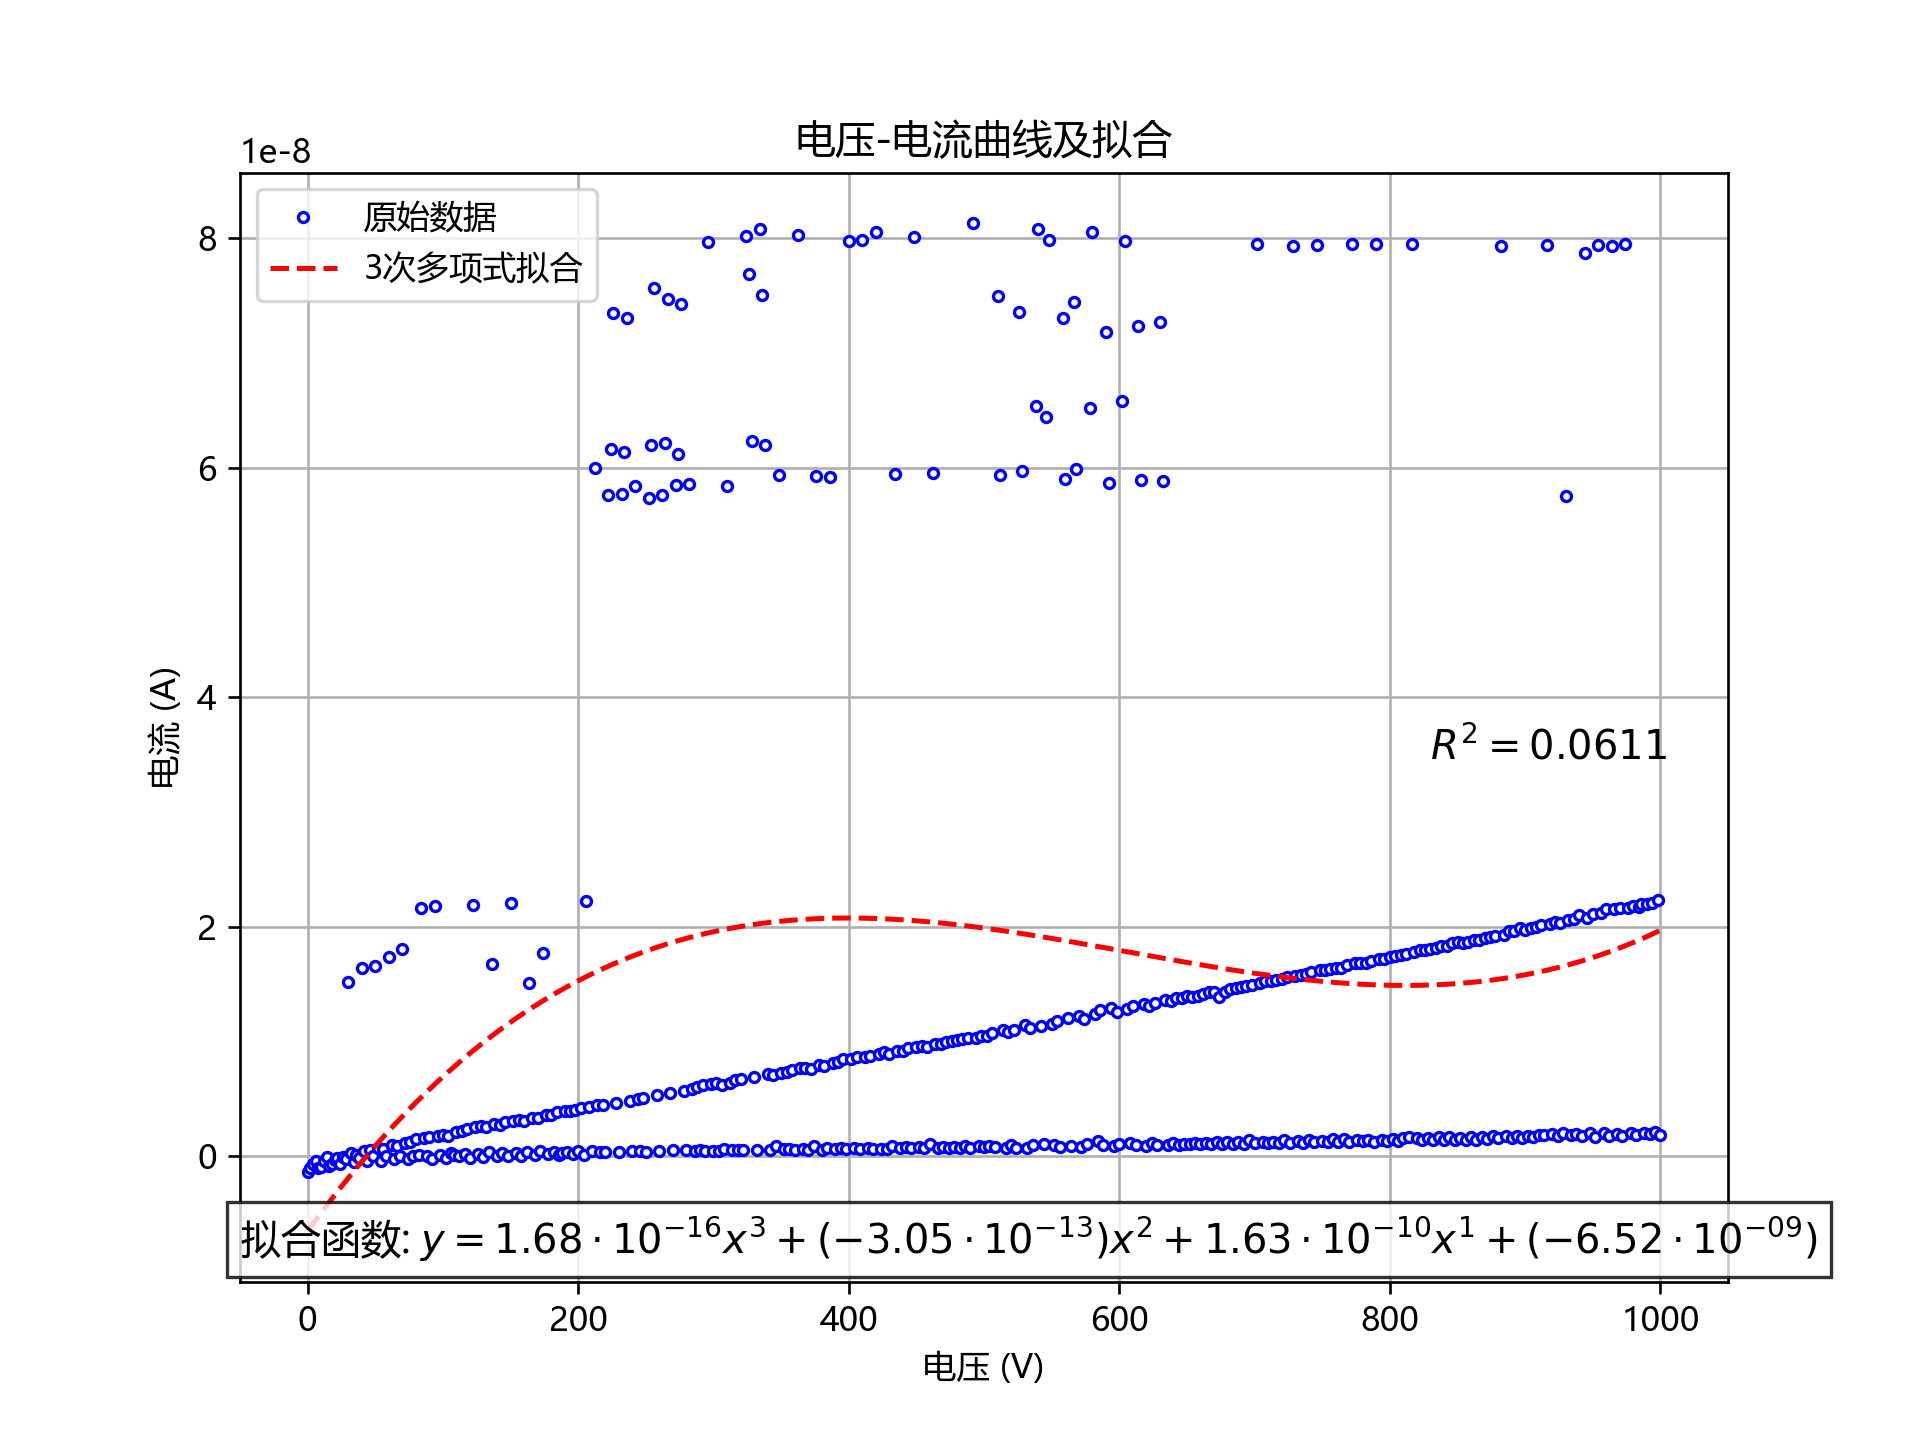 电压-电流曲线及拟合
1e-8
原始数据
3次多项式拟合
8
6
4
2
0
电流 (A)
R² = 0.0611
拟合函数: y = 1.68 · 10⁻¹⁶x³ + (−3.05 · 10⁻¹³)x² + 1.63 · 10⁻¹⁰x¹ + (−6.52 · 10⁻⁰⁹)
0 200 400 600 800 1000
电压 (V)